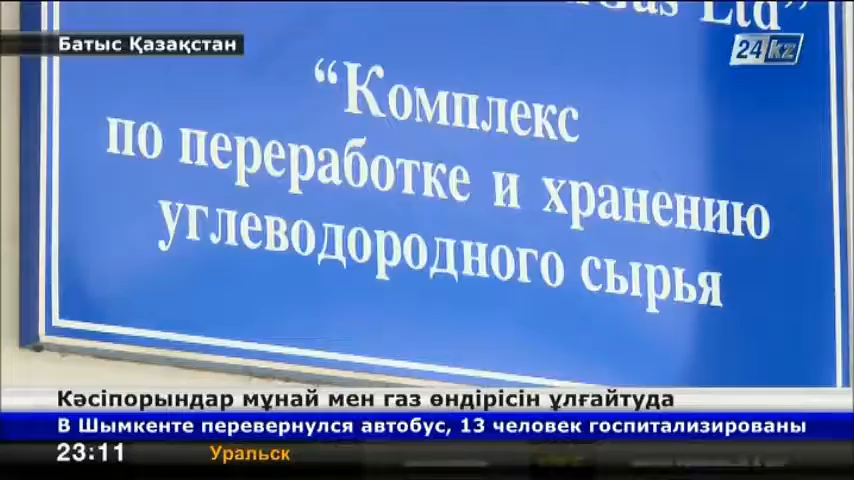 Ltd”
24kz
Батыс Қазақстан
“Комплекс
по переработке и хранению
углеводородного сырья
Кәсіпорындар мұнай мен газ өндірісін ұлғайтуда
В Шымкенте перевернулся автобус, 13 человек госпитализированы
23:11 Уральск